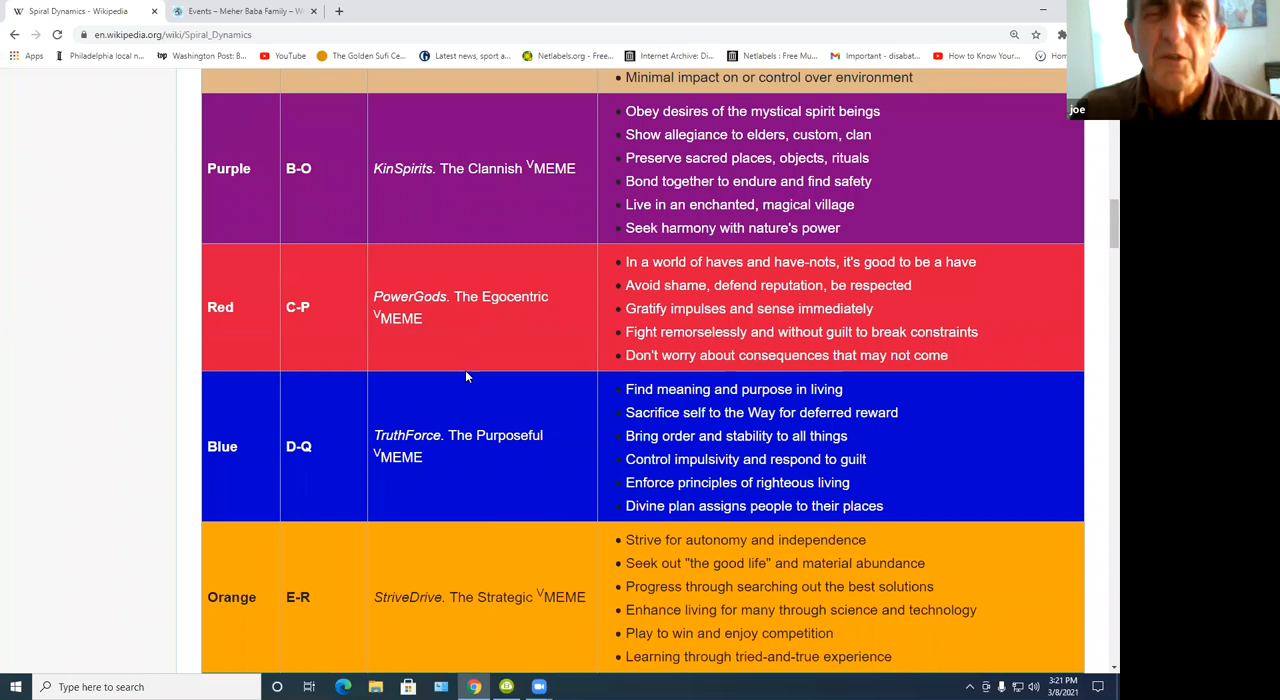 Spiral Dynamics - Wikipedia
Events – Meher Baba Family – W
en.wikipedia.org/wiki/Spiral_Dynamics
Apps
Philadelphia local n...
Washington Post: B...
YouTube
The Golden Sufi Ce...
Latest news, sport a...
Netlabels.org - Free...
Internet Archive: Di...
Netlabels : Free Mu...
Important - disabat...
How to Know Your...
Hom
joe
• Minimal impact on or control over environment
Purple
B-O
KinSpirits. The Clannish VMEME
• Obey desires of the mystical spirit beings
• Show allegiance to elders, custom, clan
• Preserve sacred places, objects, rituals
• Bond together to endure and find safety
• Live in an enchanted, magical village
• Seek harmony with nature's power
Red
C-P
PowerGods. The Egocentric
VMEME
• In a world of haves and have-nots, it's good to be a have
• Avoid shame, defend reputation, be respected
• Gratify impulses and sense immediately
• Fight remorselessly and without guilt to break constraints
• Don't worry about consequences that may not come
Blue
D-Q
TruthForce. The Purposeful
VMEME
• Find meaning and purpose in living
• Sacrifice self to the Way for deferred reward
• Bring order and stability to all things
• Control impulsivity and respond to guilt
• Enforce principles of righteous living
• Divine plan assigns people to their places
Orange
E-R
StriveDrive. The Strategic VMEME
• Strive for autonomy and independence
• Seek out "the good life" and material abundance
• Progress through searching out the best solutions
• Enhance living for many through science and technology
• Play to win and enjoy competition
• Learning through tried-and-true experience
Type here to search
3:21 PM
3/8/2021